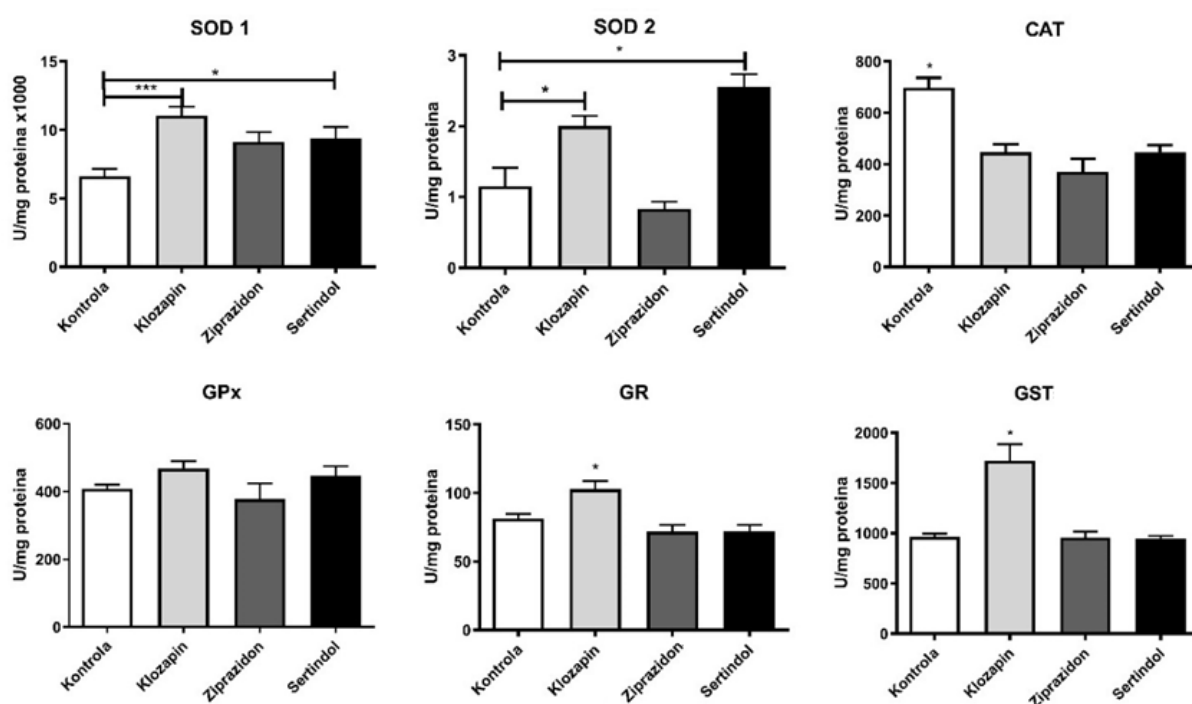 SOD 1
U/mg proteina x1000
15
10
5
0
*
***
Kontrola
Klozapin
Ziprazidon
Sertindol
SOD 2
U/mg proteina
3
2
1
0
*
*
Kontrola
Klozapin
Ziprazidon
Sertindol
CAT
U/mg proteina
800
600
400
200
0
*
Kontrola
Klozapin
Ziprazidon
Sertindol
GPx
U/mg proteina
600
400
200
0
Kontrola
Klozapin
Ziprazidon
Sertindol
GR
U/mg proteina
150
100
50
0
*
Kontrola
Klozapin
Ziprazidon
Sertindol
GST
U/mg proteina
2000
1500
1000
500
0
*
Kontrola
Klozapin
Ziprazidon
Sertindol